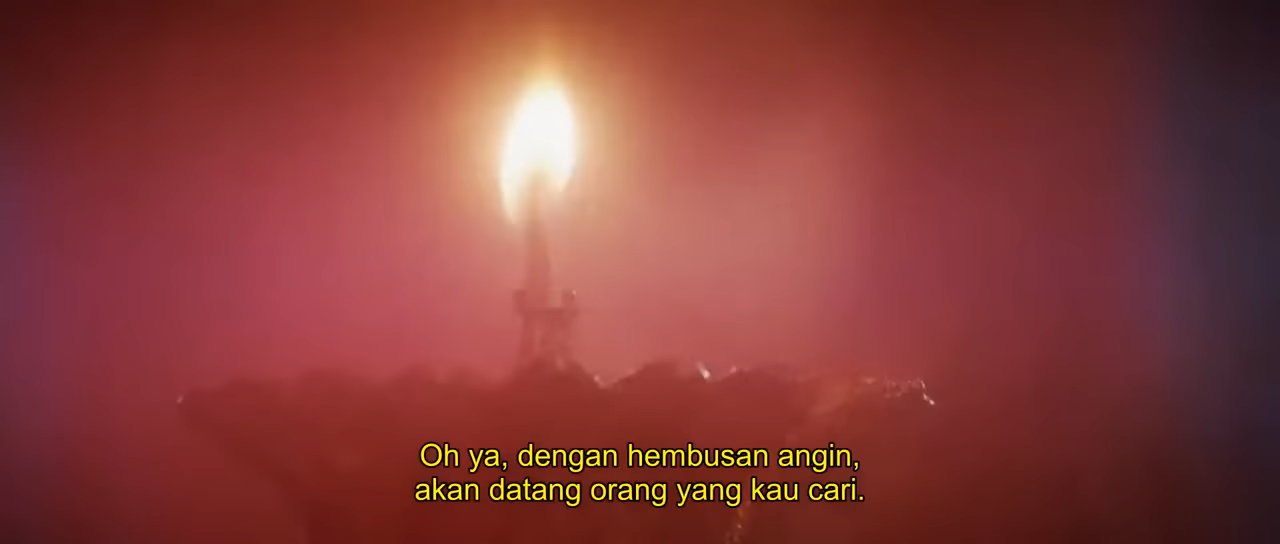 Oh ya, dengan hembusan angin,
akan datang orang yang kau cari.